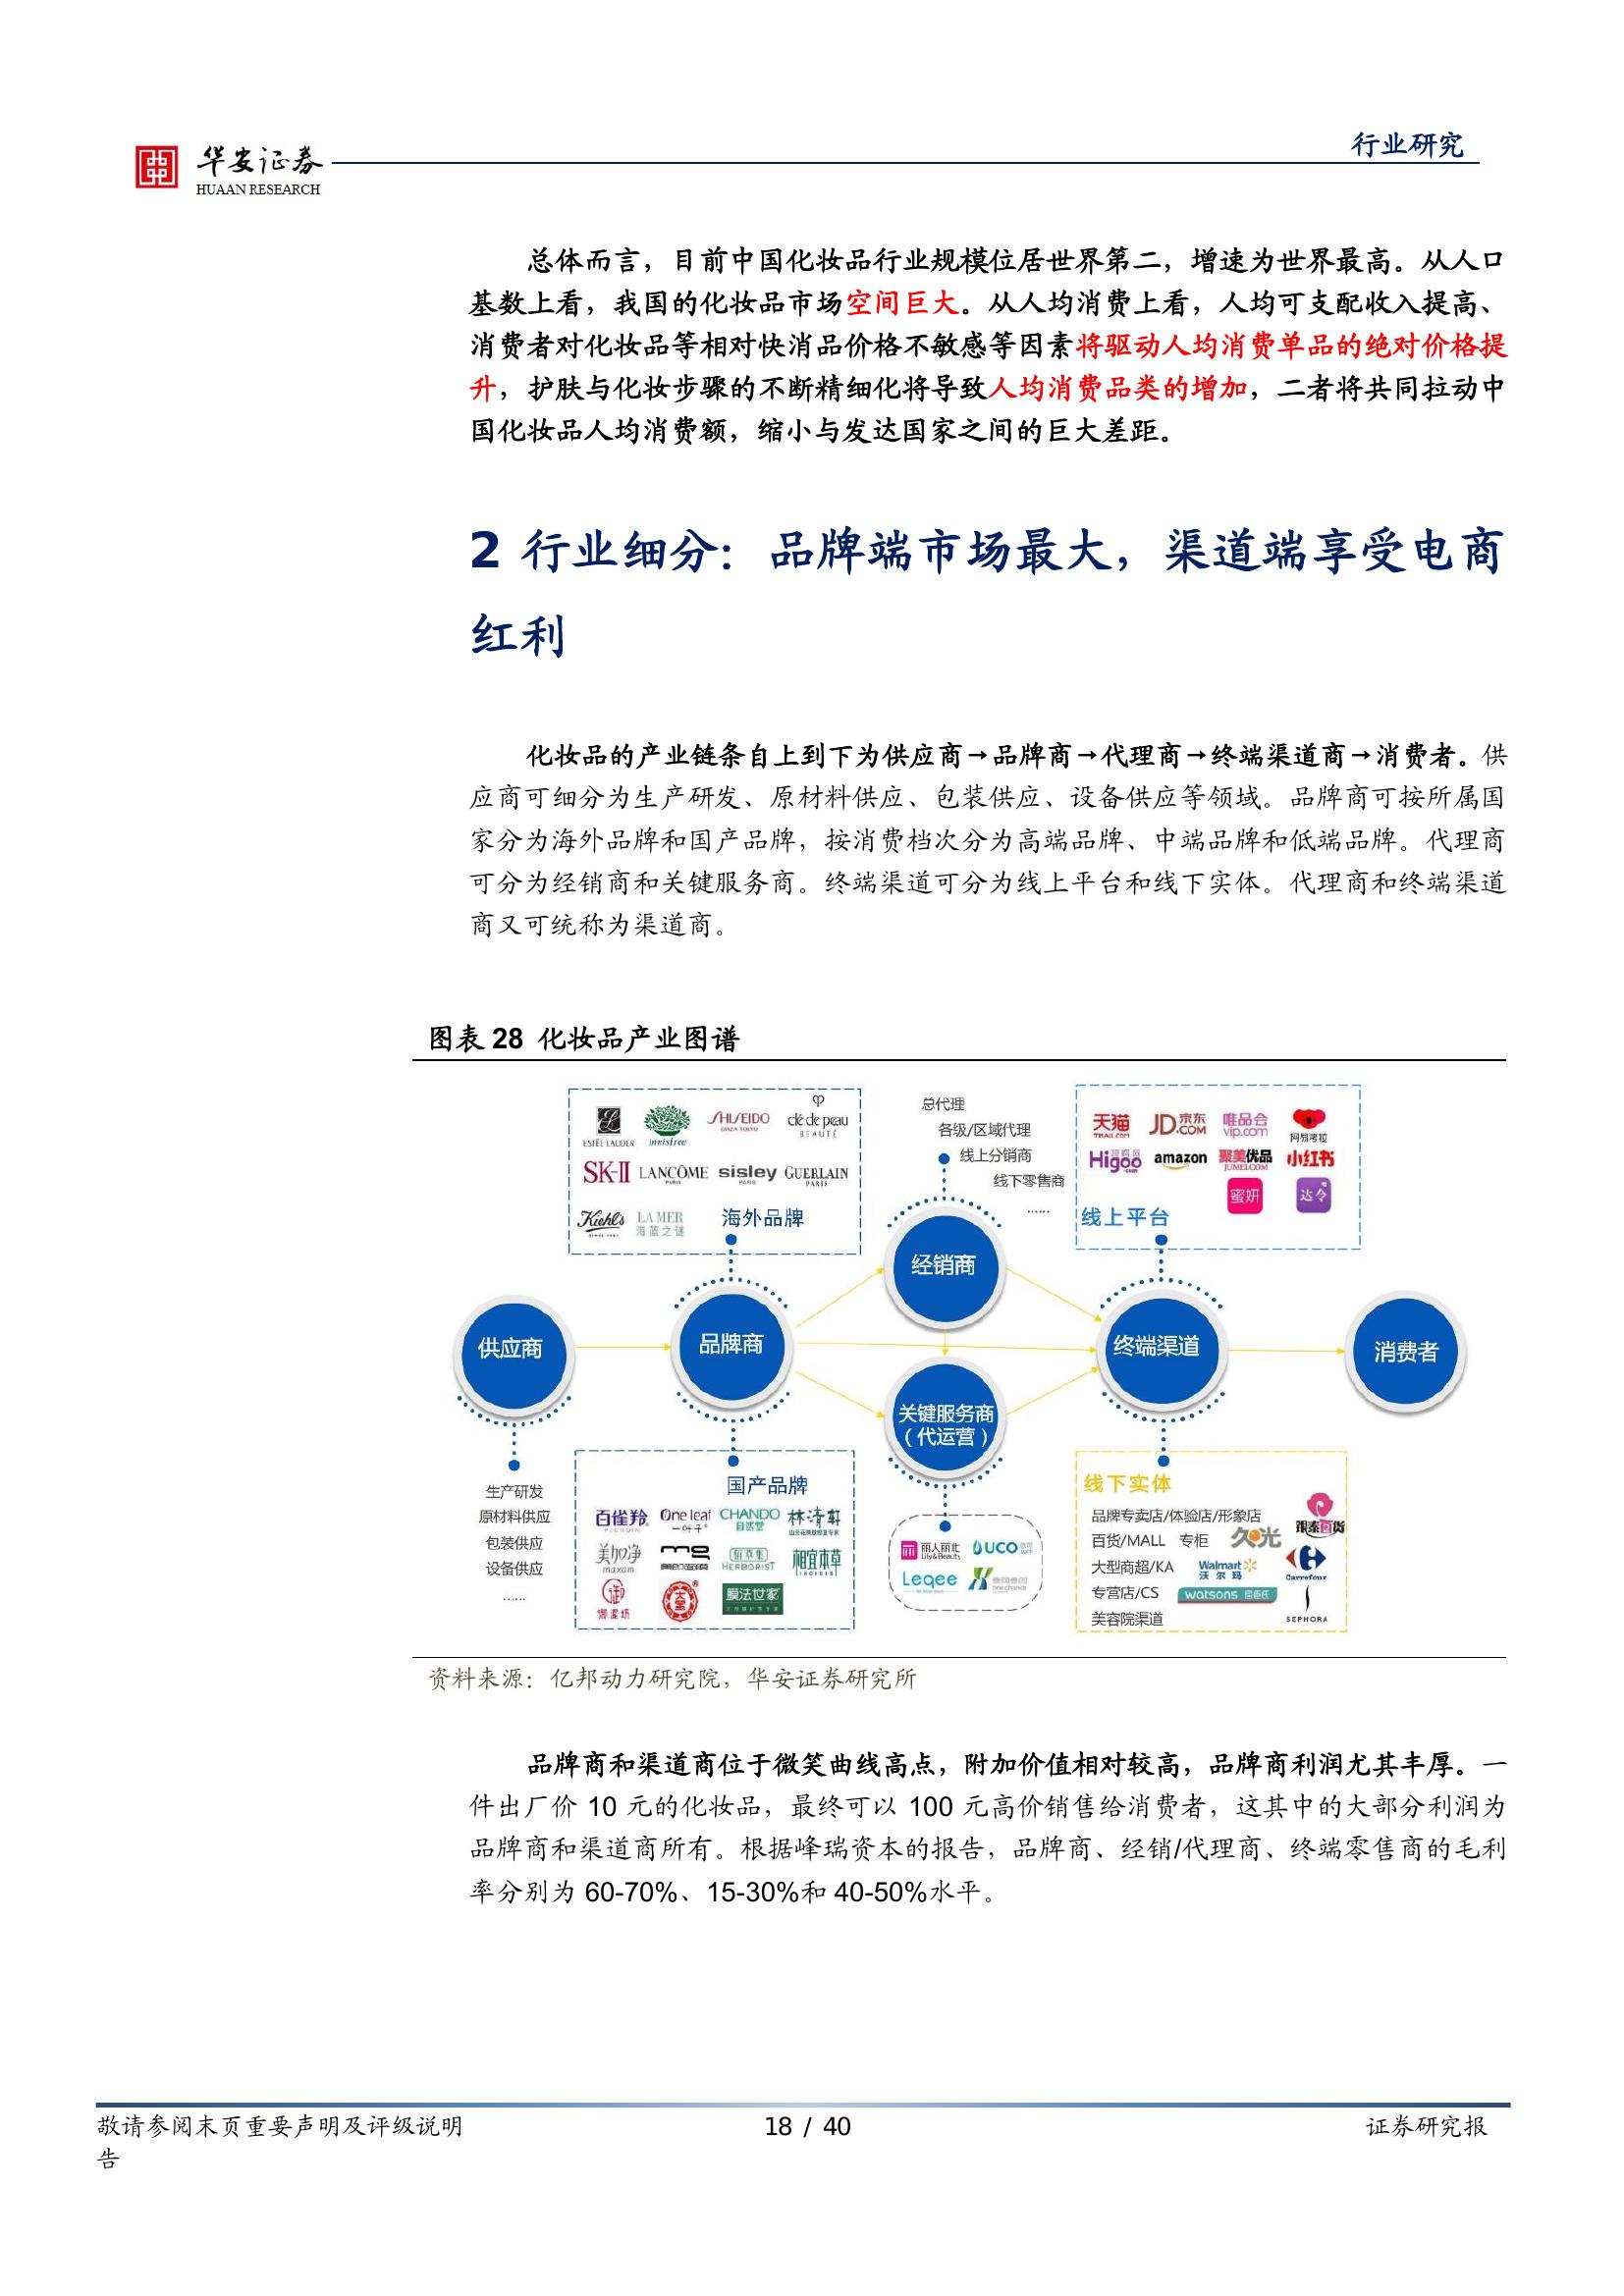 华安证券
HUAAN RESEARCH
行业研究
总体而言，目前中国化妆品行业规模位居世界第二，增速为世界最高。从人口
基数上看，我国的化妆品市场空间巨大。从人均消费上看，人均可支配收入提高、
消费者对化妆品等相对快消品价格不敏感等因素将驱动人均消费单品的绝对价格提
升，护肤与化妆步骤的不断精细化将导致人均消费品类的增加，二者将共同拉动中
国化妆品人均消费额，缩小与发达国家之间的巨大差距。
2 行业细分：品牌端市场最大，渠道端享受电商
红利
化妆品的产业链条自上到下为供应商→品牌商→代理商→终端渠道商→消费者。供
应商可细分为生产研发、原材料供应、包装供应、设备供应等领域。品牌商可按所属国
家分为海外品牌和国产品牌，按消费档次分为高端品牌、中端品牌和低端品牌。代理商
可分为经销商和关键服务商。终端渠道可分为线上平台和线下实体。代理商和终端渠道
商又可统称为渠道商。
图表 28 化妆品产业图谱
ESTĒE LAUDER
innisfree
SHISEIDO
GINZA TOKYO
clé de peau
BEAUTÉ
SK-II
LANCÔME
PARIS
sisley
PARIS
GUERLAIN
PARIS
Kiehl's
SINCE 1851
LA MER
海蓝之谜
海外品牌
总代理
各级/区域代理
线上分销商
线下零售商
......
天猫
TMALL.COM
JD京东
.COM
唯品会
vip.com
网易考拉
Higoo
.com
amazon
聚美优品
JUMEI.COM
小红书
蜜妍
达令
线上平台
供应商
品牌商
经销商
关键服务商
（代运营）
终端渠道
消费者
生产研发
原材料供应
包装供应
设备供应
......
国产品牌
百雀羚
PECHOIN
One leaf
一叶子
CHANDO
自然堂
林清轩
美加净
maxam
mg
美即面膜
佰草集
HERBORIST
相宜本草
INOHERB
御泥坊
膜法世家
丽人丽妆
Lily&Beauty
UCO
Leqee
线下实体
品牌专卖店/体验店/形象店
百货/MALL 专柜
久光
银泰百货
大型商超/KA
Walmart
沃尔玛
Carrefour
专营店/CS
watsons 屈臣氏
美容院渠道
SEPHORA
资料来源：亿邦动力研究院，华安证券研究所
品牌商和渠道商位于微笑曲线高点，附加价值相对较高，品牌商利润尤其丰厚。一
件出厂价 10 元的化妆品，最终可以 100 元高价销售给消费者，这其中的大部分利润为
品牌商和渠道商所有。根据峰瑞资本的报告，品牌商、经销/代理商、终端零售商的毛利
率分别为 60-70%、15-30%和 40-50%水平。
敬请参阅末页重要声明及评级说明
18 / 40
证券研究报
告